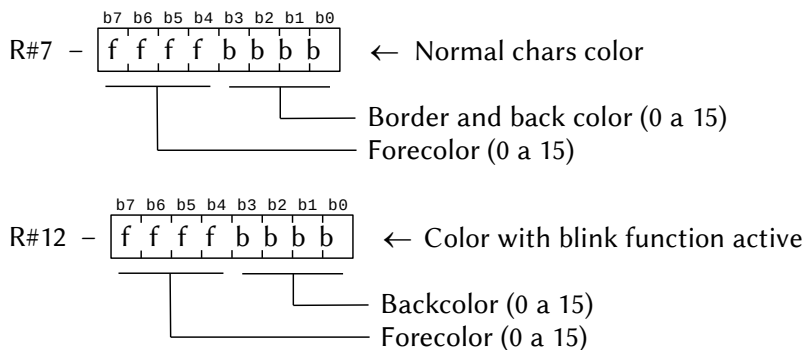 b7 b6 b5 b4 b3 b2 b1 b0
R#7 – f f f f b b b b ← Normal chars color
Border and back color (0 a 15)
Forecolor (0 a 15)
b7 b6 b5 b4 b3 b2 b1 b0
R#12 – f f f f b b b b ← Color with blink function active
Backcolor (0 a 15)
Forecolor (0 a 15)